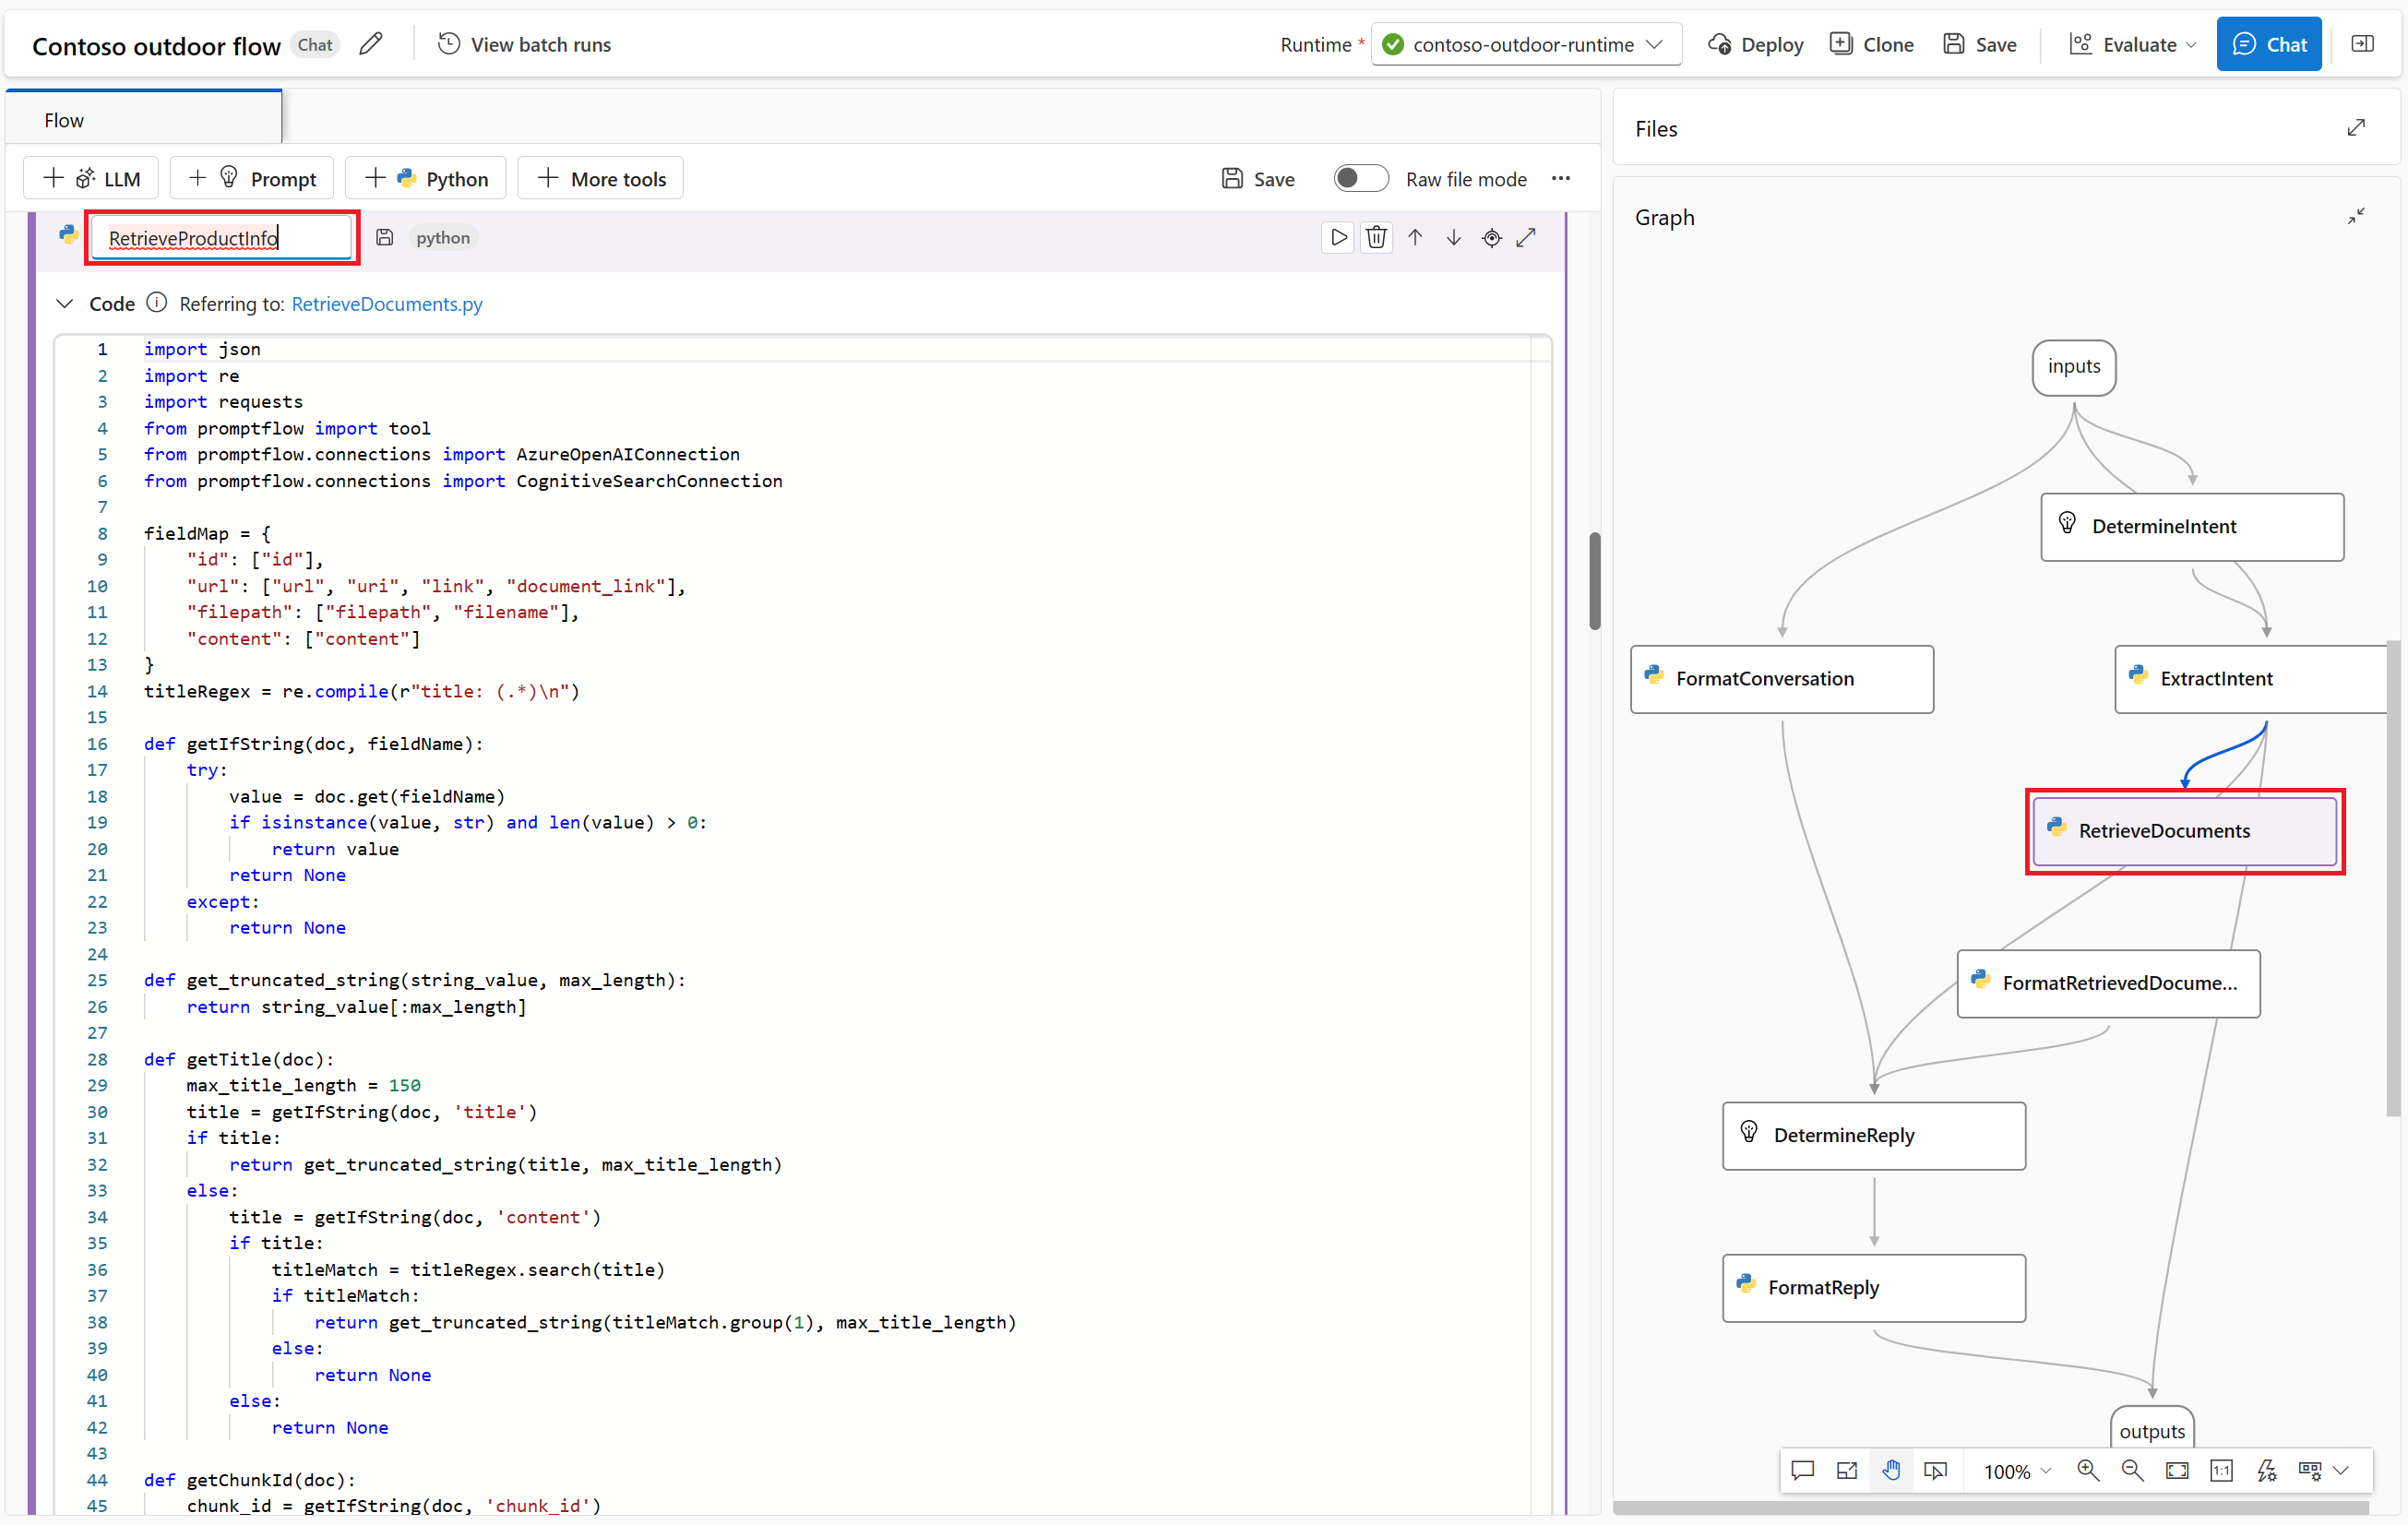 Contoso outdoor flow Chat View batch runs Runtime * contoso-outdoor-runtime Deploy Clone Save Evaluate Chat
Flow
LLM Prompt Python More tools Save Raw file mode ...
RetrieveProductInfo python
Code Referring to: RetrieveDocuments.py
1 import json
2 import re
3 import requests
4 from promptflow import tool
5 from promptflow.connections import AzureOpenAIConnection
6 from promptflow.connections import CognitiveSearchConnection
7
8 fieldMap = {
9     "id": ["id"],
10     "url": ["url", "uri", "link", "document_link"],
11     "filepath": ["filepath", "filename"],
12     "content": ["content"]
13 }
14 titleRegex = re.compile(r"title: (.*)\n")
15
16 def getIfString(doc, fieldName):
17     try:
18         value = doc.get(fieldName)
19         if isinstance(value, str) and len(value) > 0:
20             return value
21         return None
22     except:
23         return None
24
25 def get_truncated_string(string_value, max_length):
26     return string_value[:max_length]
27
28 def getTitle(doc):
29     max_title_length = 150
30     title = getIfString(doc, 'title')
31     if title:
32         return get_truncated_string(title, max_title_length)
33     else:
34         title = getIfString(doc, 'content')
35         if title:
36             titleMatch = titleRegex.search(title)
37             if titleMatch:
38                 return get_truncated_string(titleMatch.group(1), max_title_length)
39             else:
40                 return None
41         else:
42             return None
43
44 def getChunkId(doc):
45     chunk_id = getIfString(doc, 'chunk_id')
Files
Graph
inputs
DetermineIntent
FormatConversation
ExtractIntent
RetrieveDocuments
FormatRetrievedDocume...
DetermineReply
FormatReply
outputs
100% 1:1